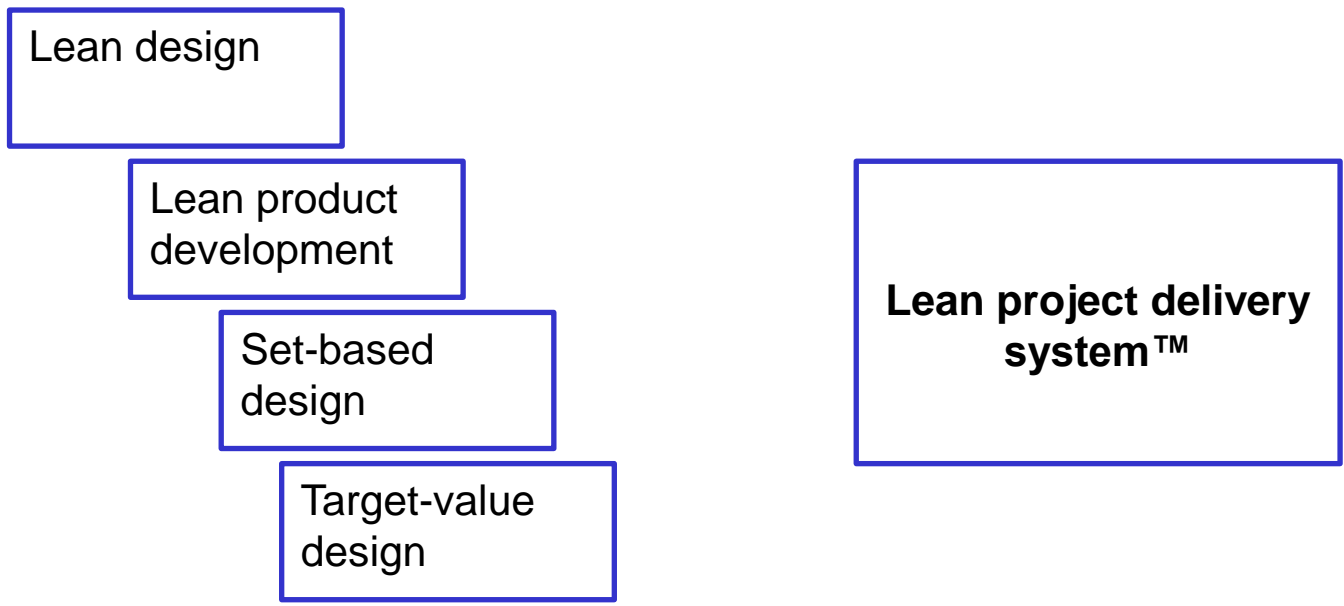 Lean design
Lean product
development
Set-based
design
Target-value
design
Lean project delivery
system™